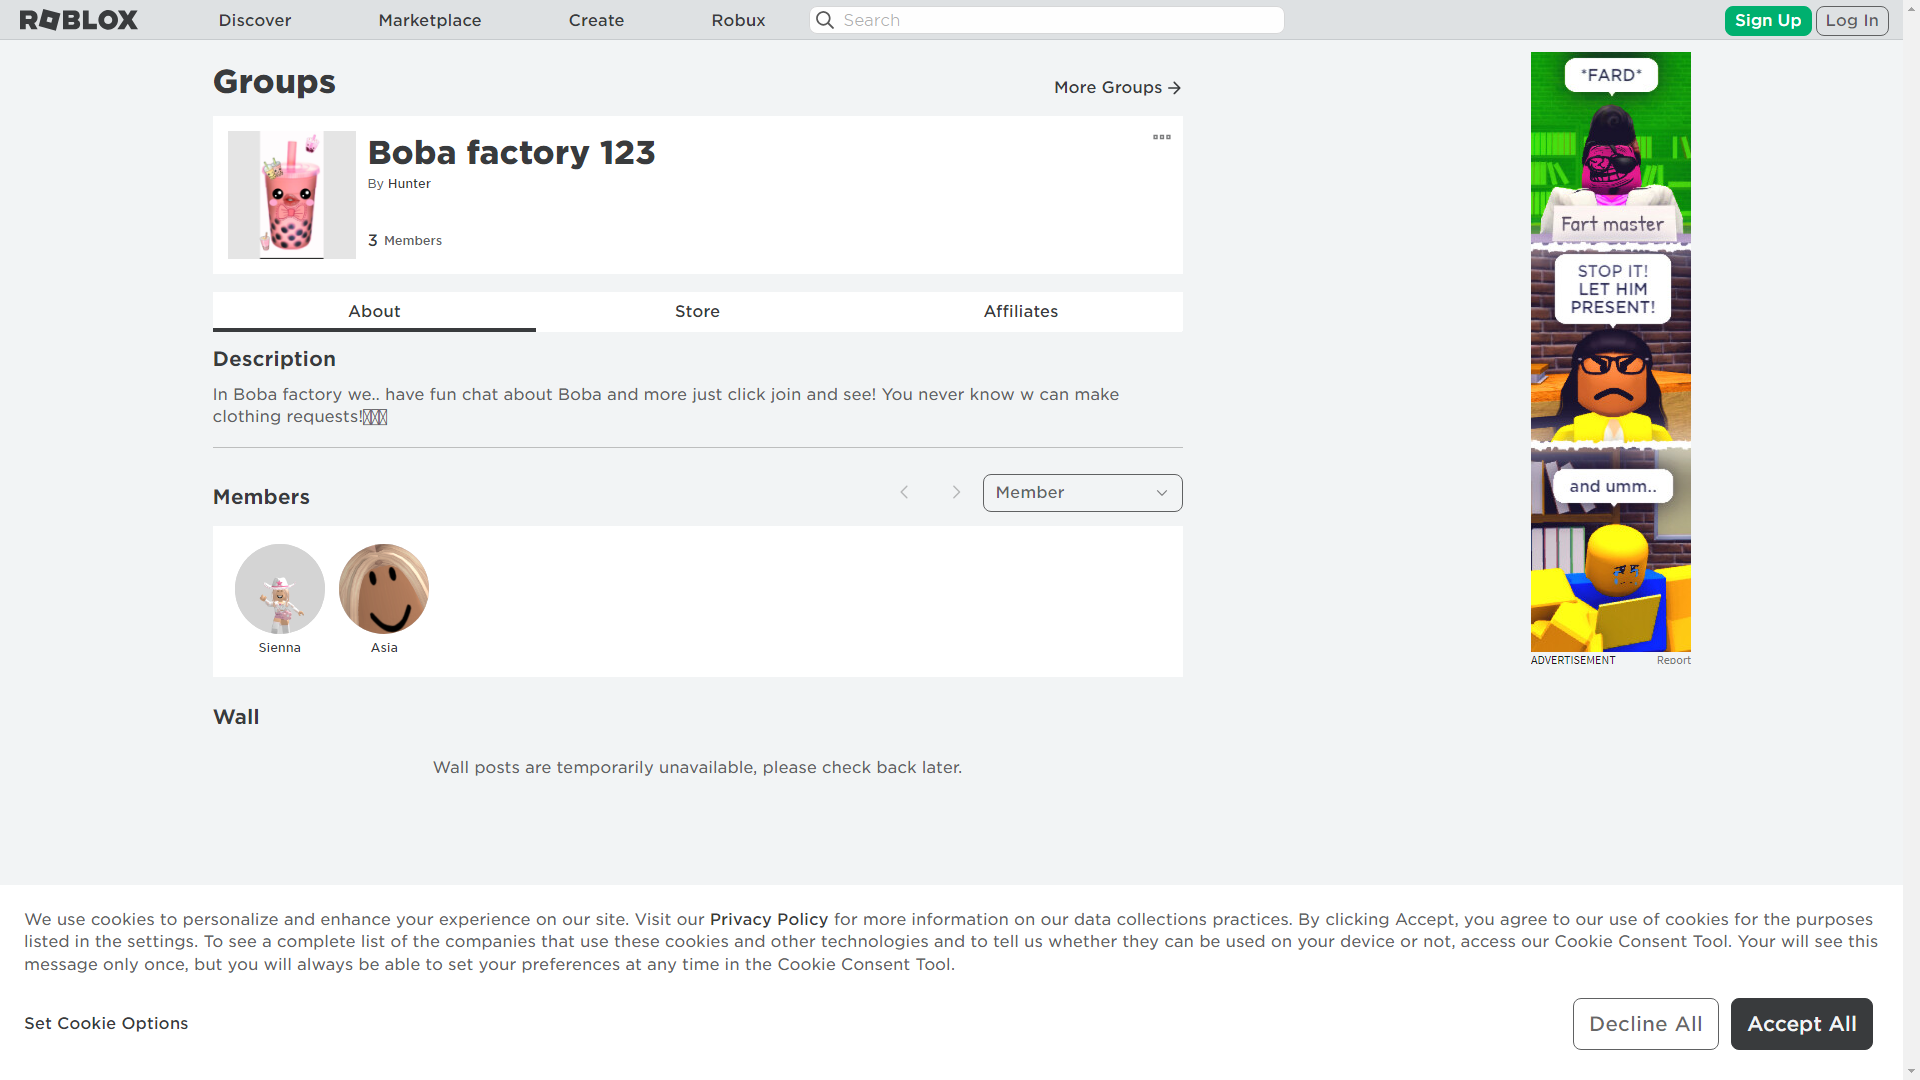 ROBLOX
Discover
Marketplace
Create
Robux
Search
Sign Up
Log In
Groups
More Groups
Boba factory 123
By Hunter
3 Members
About
Store
Affiliates
Description
In Boba factory we.. have fun chat about Boba and more just click join and see! You never know w can make
clothing requests!
Members
Member
Sienna
Asia
Wall
Wall posts are temporarily unavailable, please check back later.
*FARD*
Fart master
STOP IT!
LET HIM
PRESENT!
and umm..
ADVERTISEMENT
Report
We use cookies to personalize and enhance your experience on our site. Visit our Privacy Policy for more information on our data collections practices. By clicking Accept, you agree to our use of cookies for the purposes
listed in the settings. To see a complete list of the companies that use these cookies and other technologies and to tell us whether they can be used on your device or not, access our Cookie Consent Tool. Your will see this
message only once, but you will always be able to set your preferences at any time in the Cookie Consent Tool.
Set Cookie Options
Decline All
Accept All